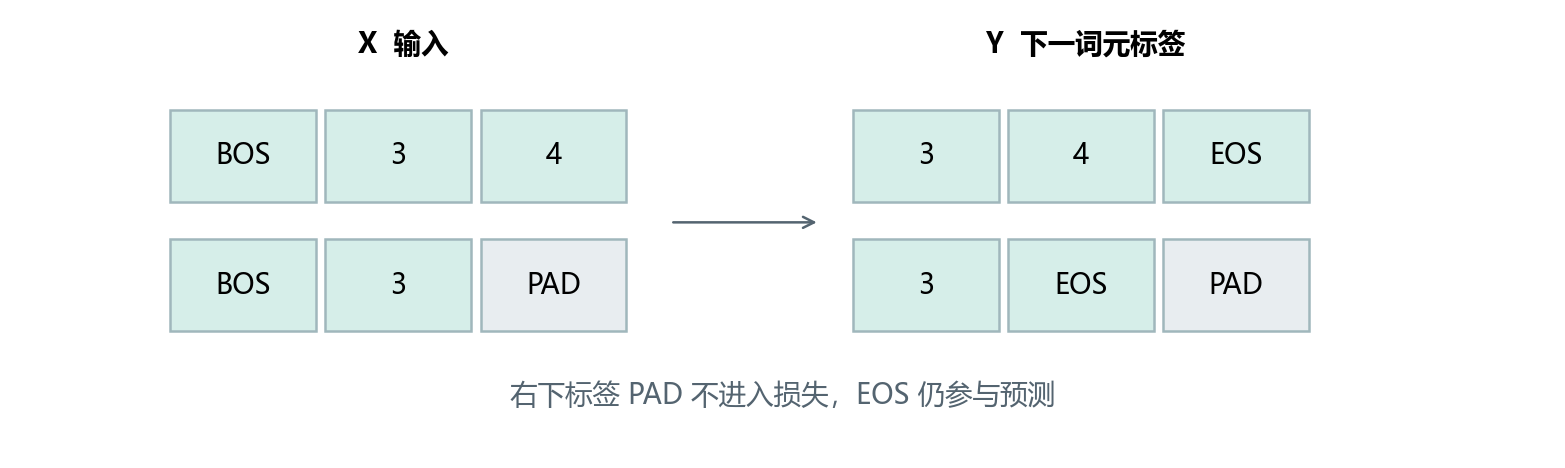 X 输入
Y 下一词元标签
BOS 3 4
3 4 EOS
BOS 3 PAD
3 EOS PAD
右下标签 PAD 不进入损失，EOS 仍参与预测